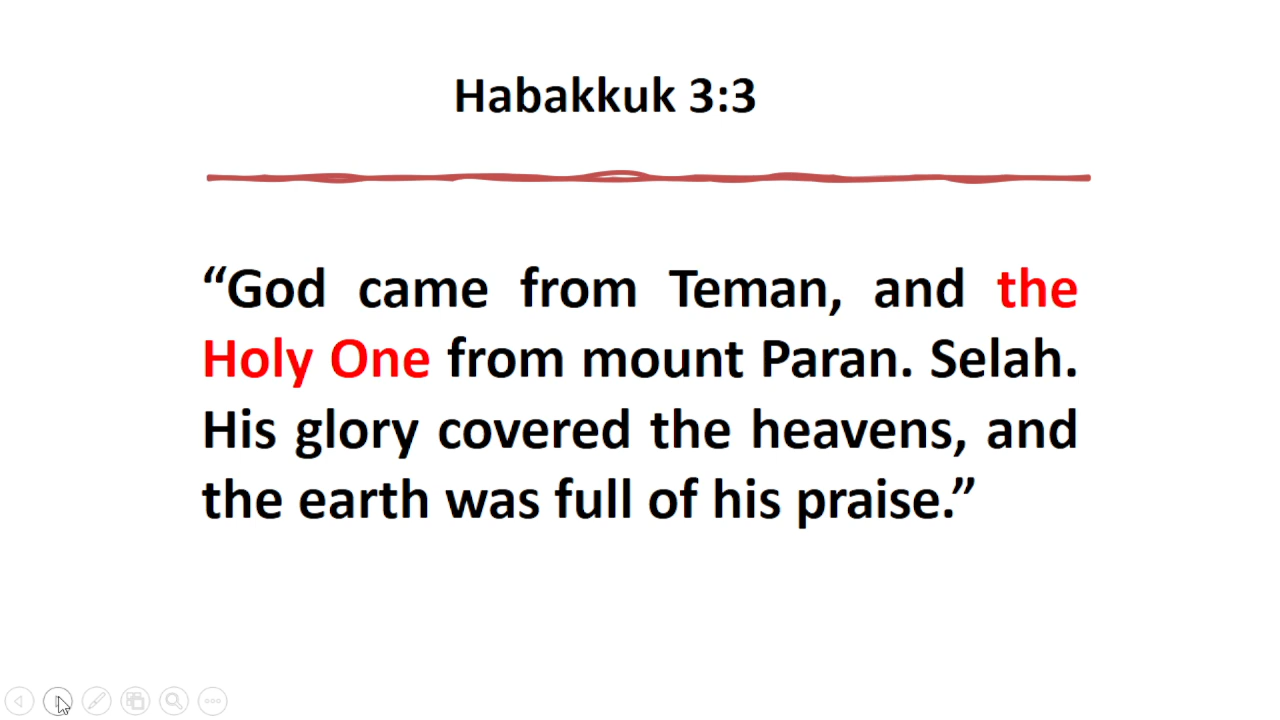 Habakkuk 3:3
“God came from Teman, and the
Holy One from mount Paran. Selah.
His glory covered the heavens, and
the earth was full of his praise.”